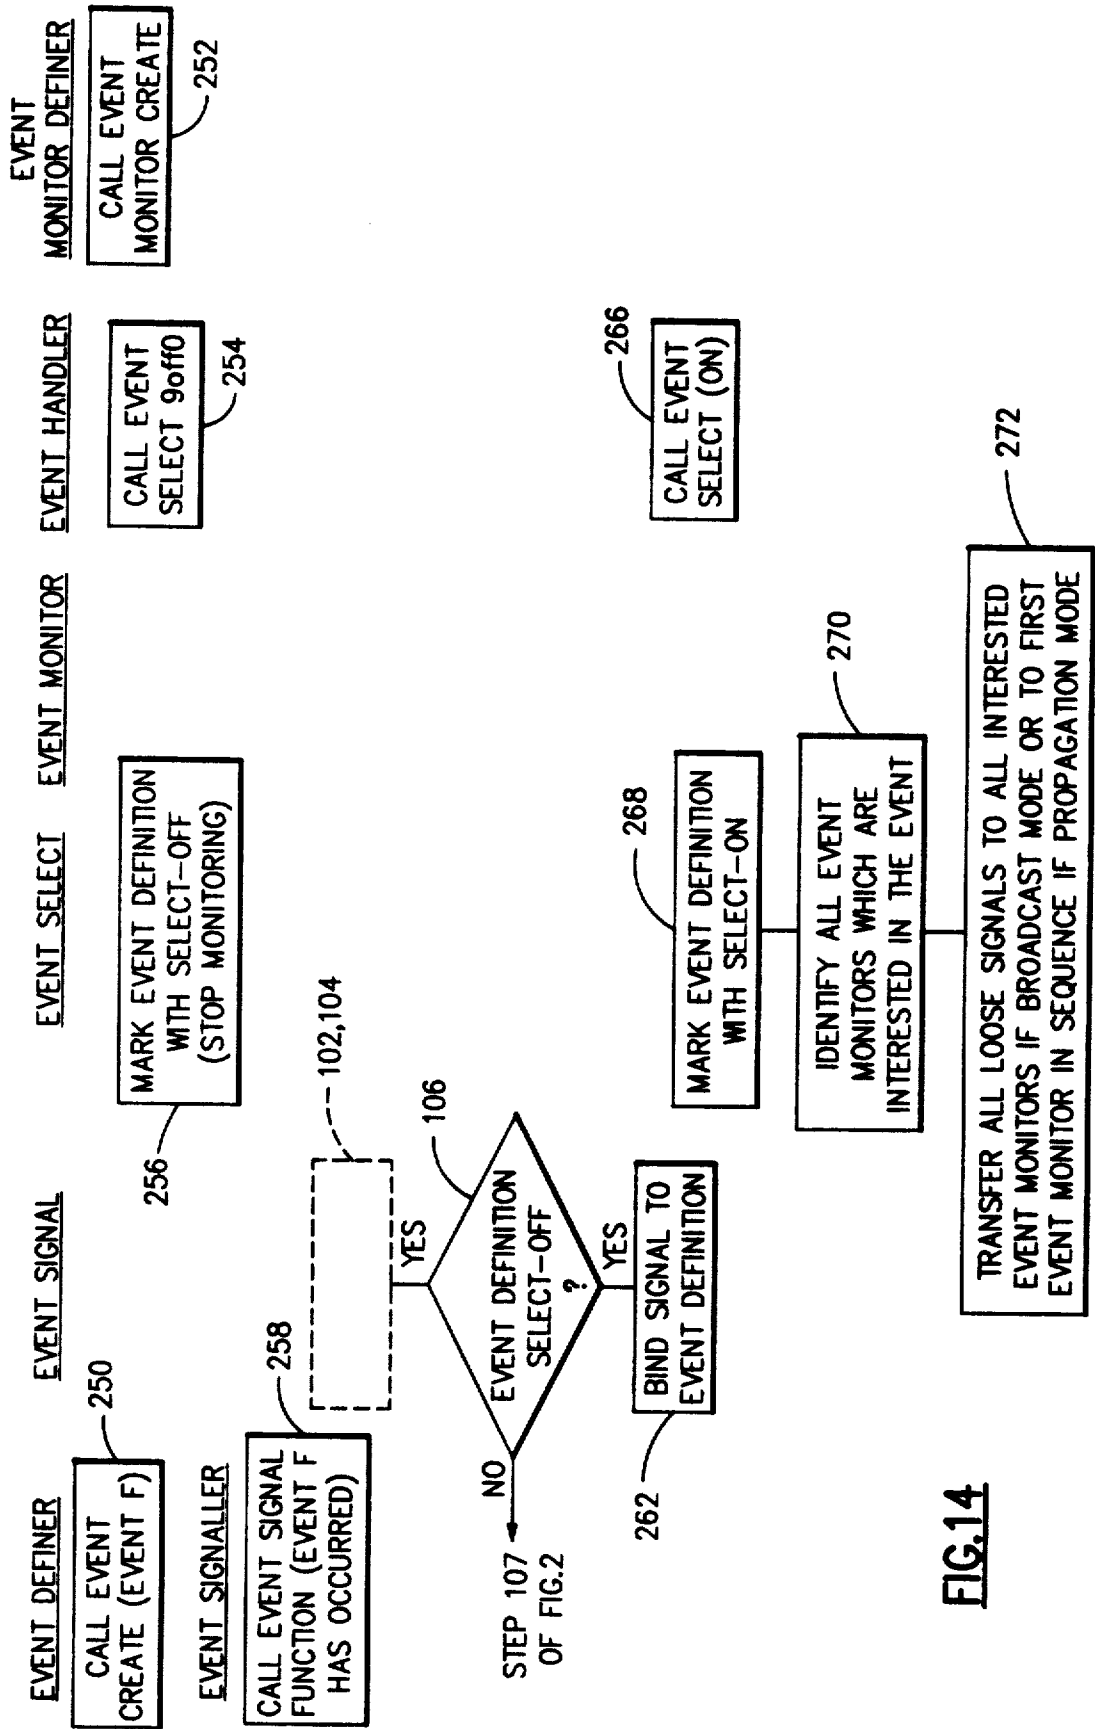 EVENT DEFINER
EVENT SIGNAL
EVENT SELECT
EVENT MONITOR
EVENT HANDLER
EVENT
MONITOR DEFINER
CALL EVENT
CREATE (EVENT F)
250
MARK EVENT DEFINITION
WITH SELECT-OFF
(STOP MONITORING)
256
CALL EVENT
SELECT 9off0
254
CALL EVENT
MONITOR CREATE
252
EVENT SIGNALLER
CALL EVENT SIGNAL
FUNCTION (EVENT F
HAS OCCURRED)
258
102,104
YES
106
EVENT DEFINITION
SELECT-OFF
?
NO
STEP 107
OF FIG.2
YES
BIND SIGNAL TO
EVENT DEFINITION
262
CALL EVENT
SELECT (ON)
266
MARK EVENT DEFINITION
WITH SELECT-ON
268
IDENTIFY ALL EVENT
MONITORS WHICH ARE
INTERESTED IN THE EVENT
270
TRANSFER ALL LOOSE SIGNALS TO ALL INTERESTED
EVENT MONITORS IF BROADCAST MODE OR TO FIRST
EVENT MONITOR IN SEQUENCE IF PROPAGATION MODE
272
FIG.14